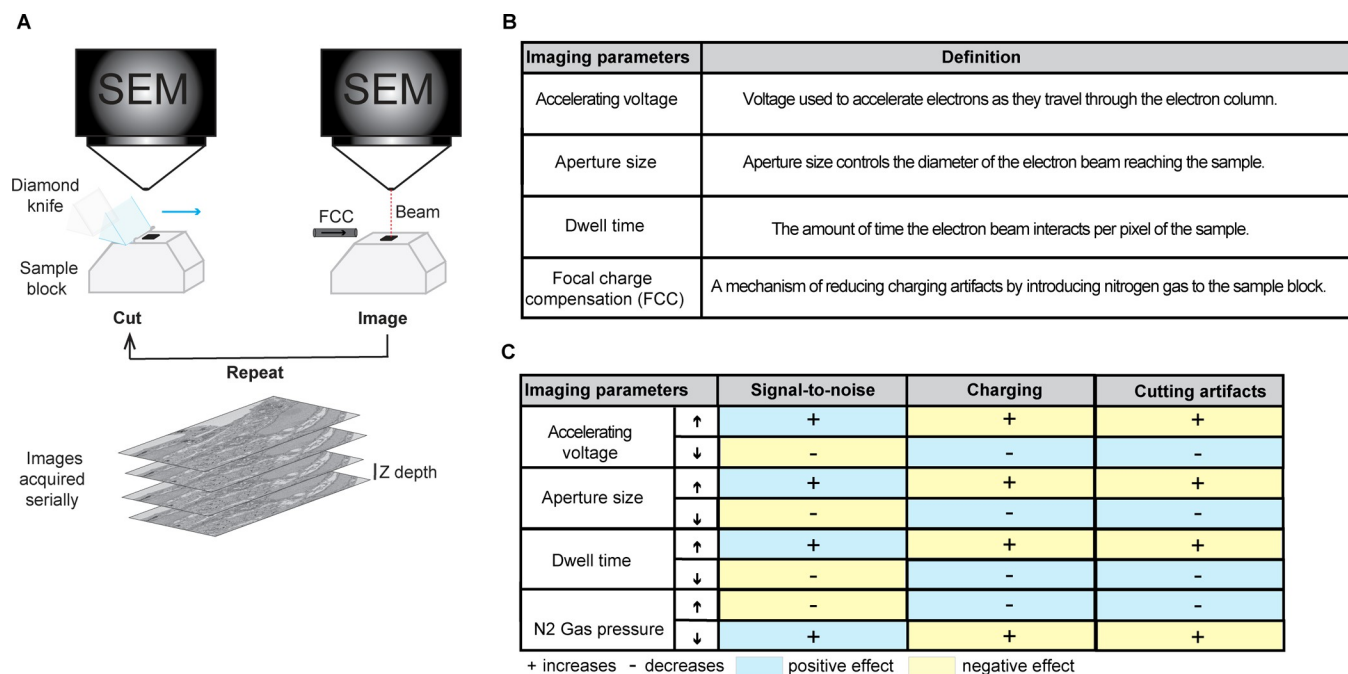 A
SEM
SEM
Diamond
knife
FCC
Beam
Sample
block
Cut
Image
Repeat
Images
acquired
serially
Z depth
B
Imaging parameters Definition
Accelerating voltage Voltage used to accelerate electrons as they travel through the electron column.
Aperture size Aperture size controls the diameter of the electron beam reaching the sample.
Dwell time The amount of time the electron beam interacts per pixel of the sample.
Focal charge
compensation (FCC) A mechanism of reducing charging artifacts by introducing nitrogen gas to the sample block.
C
Imaging parameters Signal-to-noise Charging Cutting artifacts
Accelerating
voltage
↑ + + +
↓ - - -
Aperture size
↑ + + +
↓ - - -
Dwell time
↑ + + +
↓ - - -
N2 Gas pressure
↑ - - -
↓ + + +
+ increases - decreases positive effect negative effect